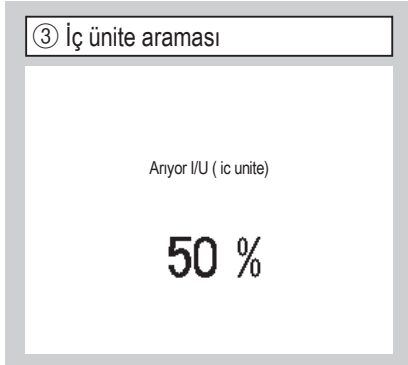 ③ İç ünite araması
Arıyor I/U ( ic unite)
50 %